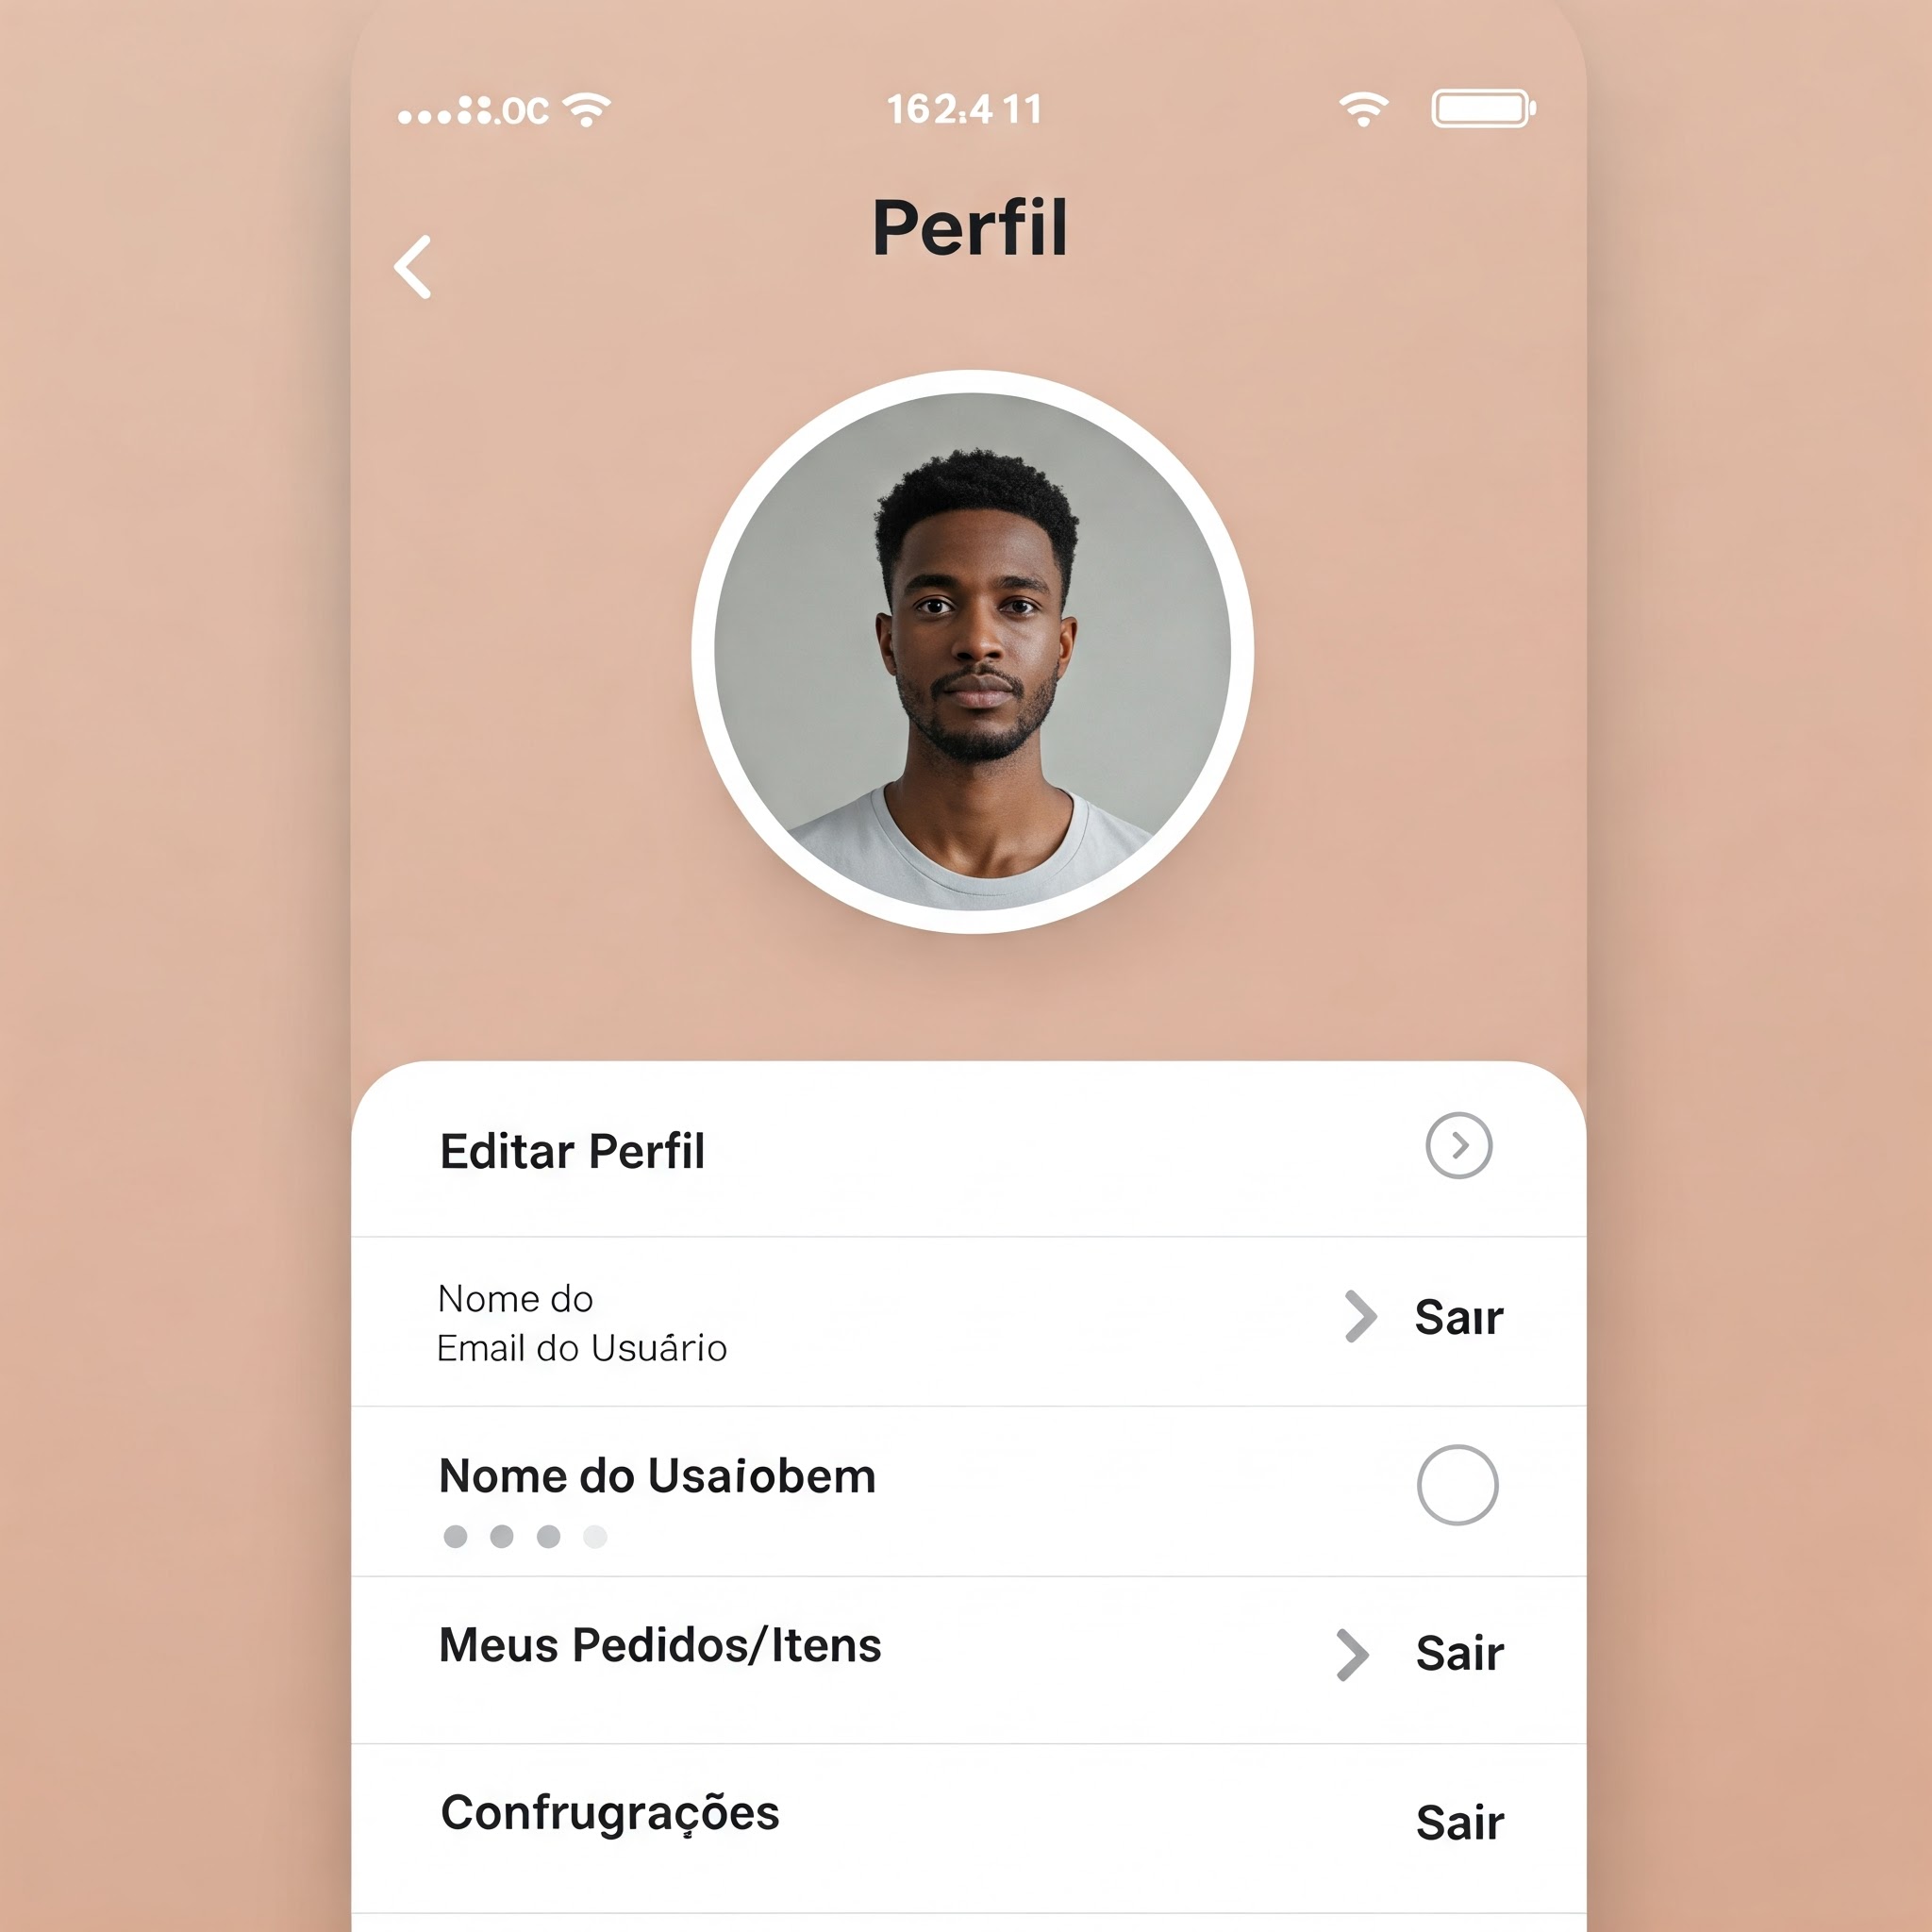 .OC
162:4 11
Perfil
Editar Perfil
Nome do
Email do Usuário
Saır
Nome do Usaiobem
Meus Pedidos/Itens
Sair
Confrugrações
Sair